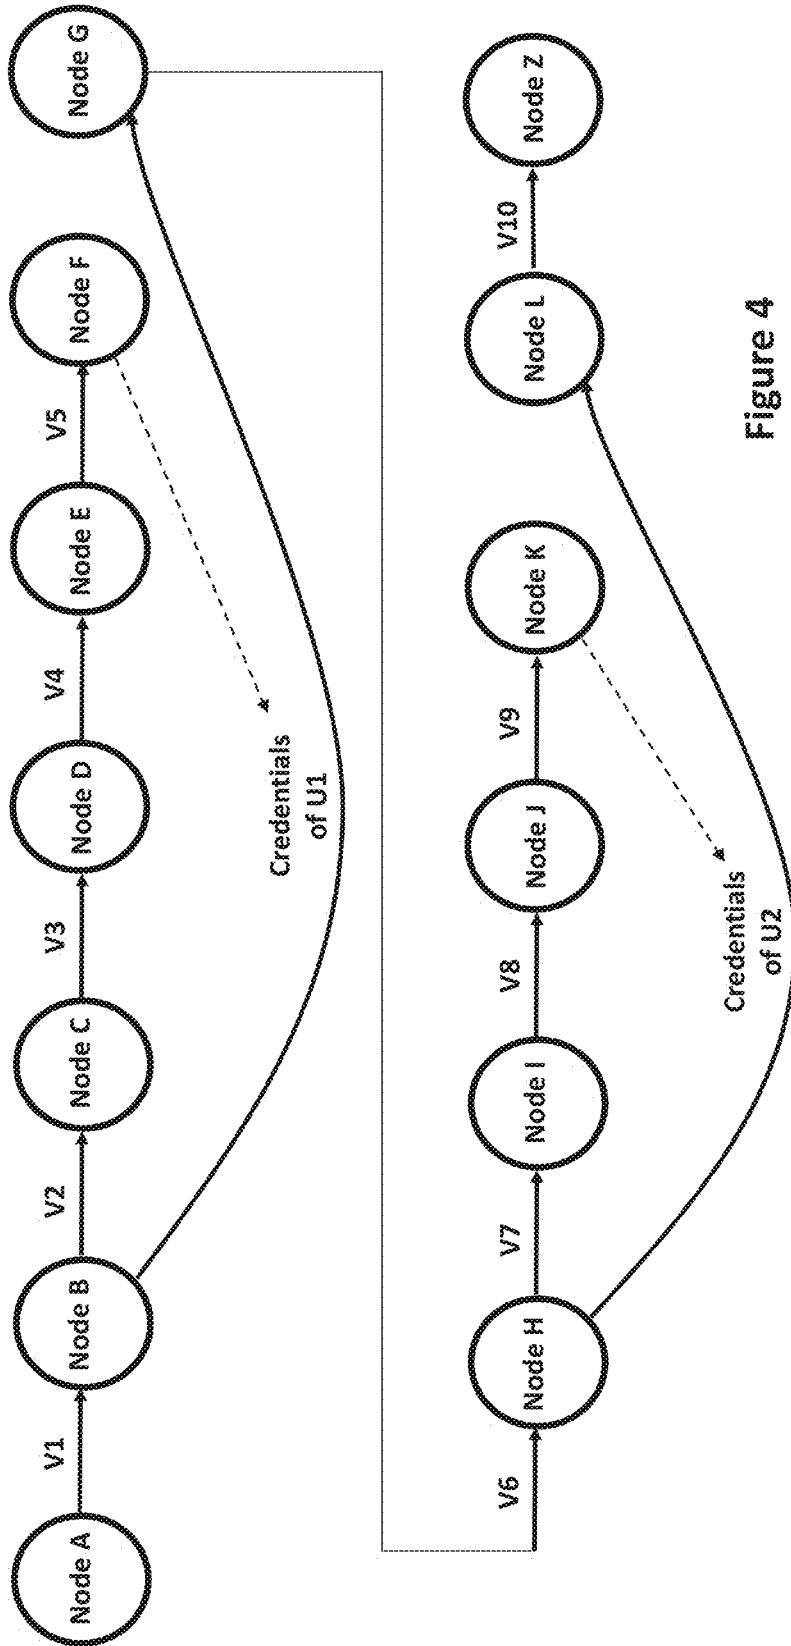 Node A
V1
Node B
V2
Node C
V3
Node D
V4
Node E
V5
Node F
Node G
Credentials
of U1
V6
Node H
V7
Node I
V8
Node J
V9
Node K
Node L
V10
Node Z
Credentials
of U2
Figure 4